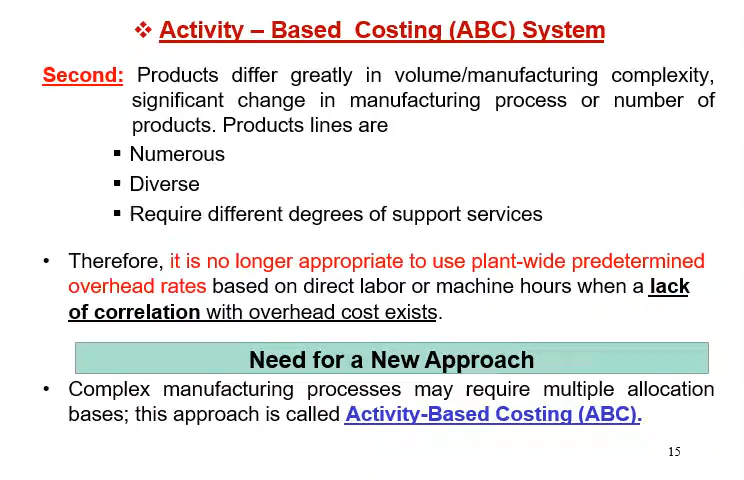 ❖ Activity – Based Costing (ABC) System
Second: Products differ greatly in volume/manufacturing complexity,
significant change in manufacturing process or number of
products. Products lines are
▪ Numerous
▪ Diverse
▪ Require different degrees of support services
• Therefore, it is no longer appropriate to use plant-wide predetermined
overhead rates based on direct labor or machine hours when a lack
of correlation with overhead cost exists.
Need for a New Approach
• Complex manufacturing processes may require multiple allocation
bases; this approach is called Activity-Based Costing (ABC).
15